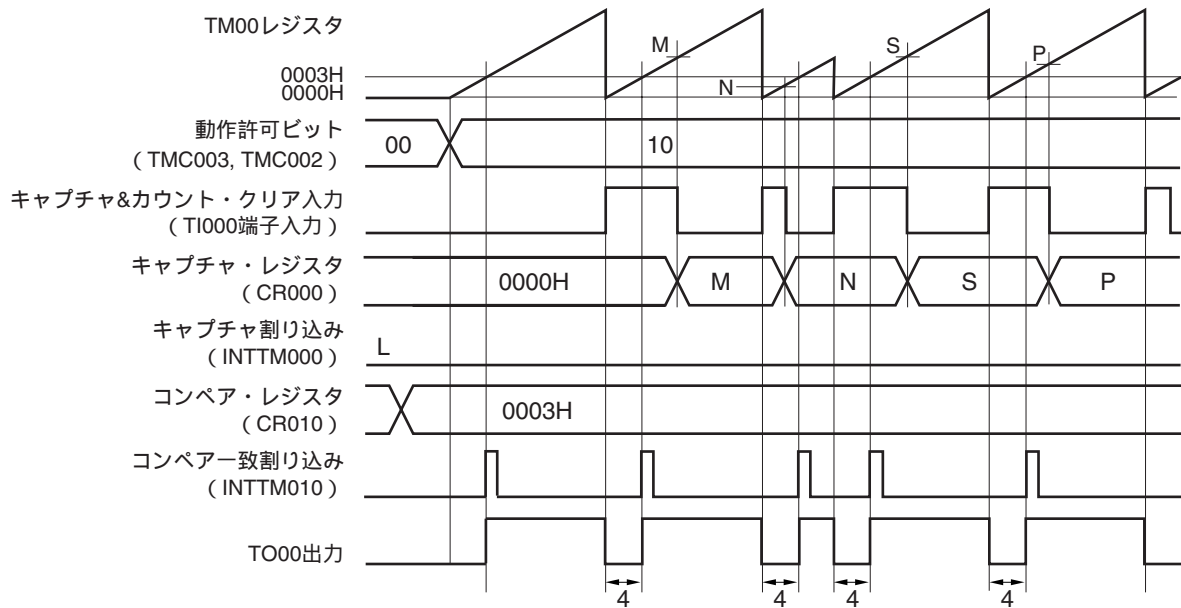 TM00レジスタ
M
S
P
N
0003H
0000H
動作許可ビット
(TMC003, TMC002)
00
10
キャプチャ&カウント・クリア入力
(TI000端子入力)
キャプチャ・レジスタ
(CR000)
0000H
M
N
S
P
キャプチャ割り込み
(INTTM000)
L
コンペア・レジスタ
(CR010)
0003H
コンペア一致割り込み
(INTTM010)
TO00出力
4
4
4
4